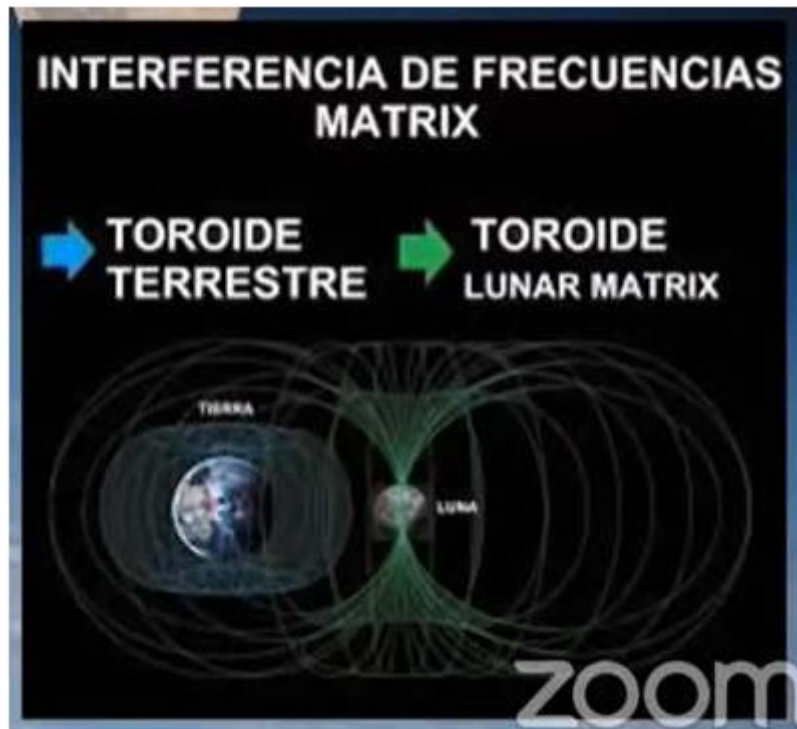 INTERFERENCIA DE FRECUENCIAS
MATRIX
TOROIDE
TERRESTRE
TOROIDE
LUNAR MATRIX
TIERRA
LUNA
zoom